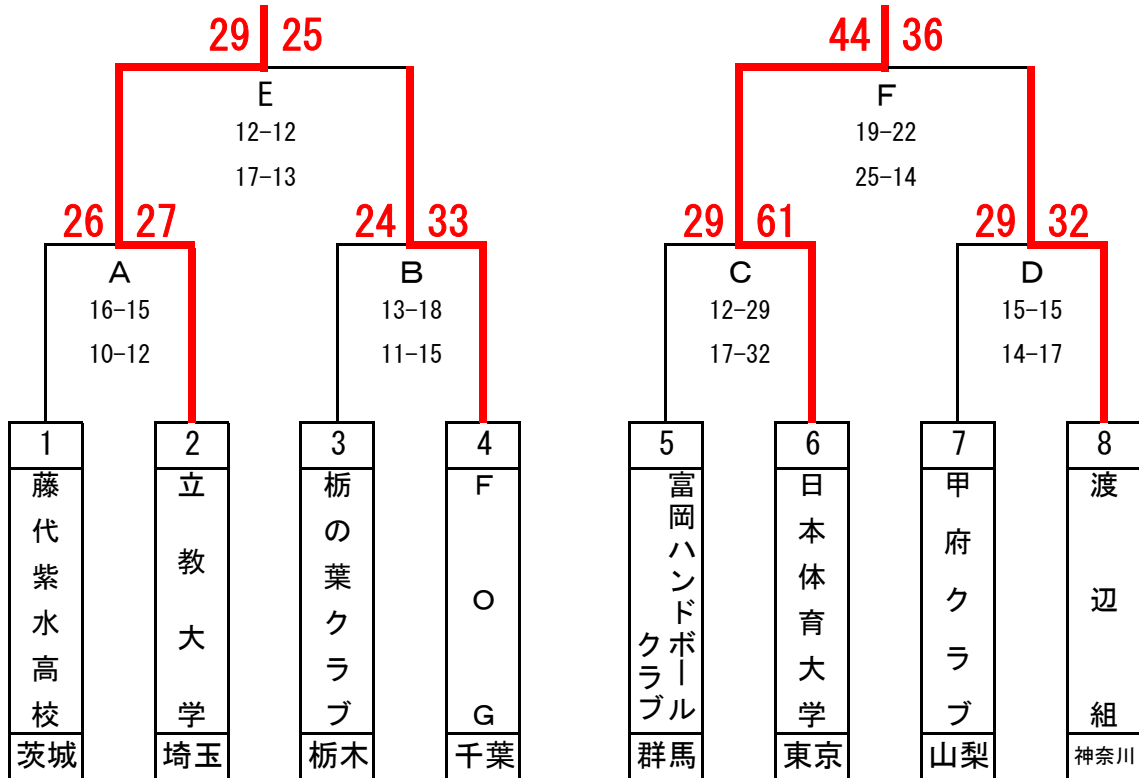 29 25 44 36
E F
12-12 19-22
17-13 25-14
26 27 24 33 29 61 29 32
A B C D
16-15 13-18 12-29 15-15
10-12 11-15 17-32 14-17
1 2 3 4 5 6 7 8
藤代紫水高校
立教大学
栃の葉クラブ
FOG
富岡ハンドボール
クラブ
日本体育大学
甲府クラブ
渡辺組
茨城 埼玉 栃木 千葉 群馬 東京 山梨 神奈川